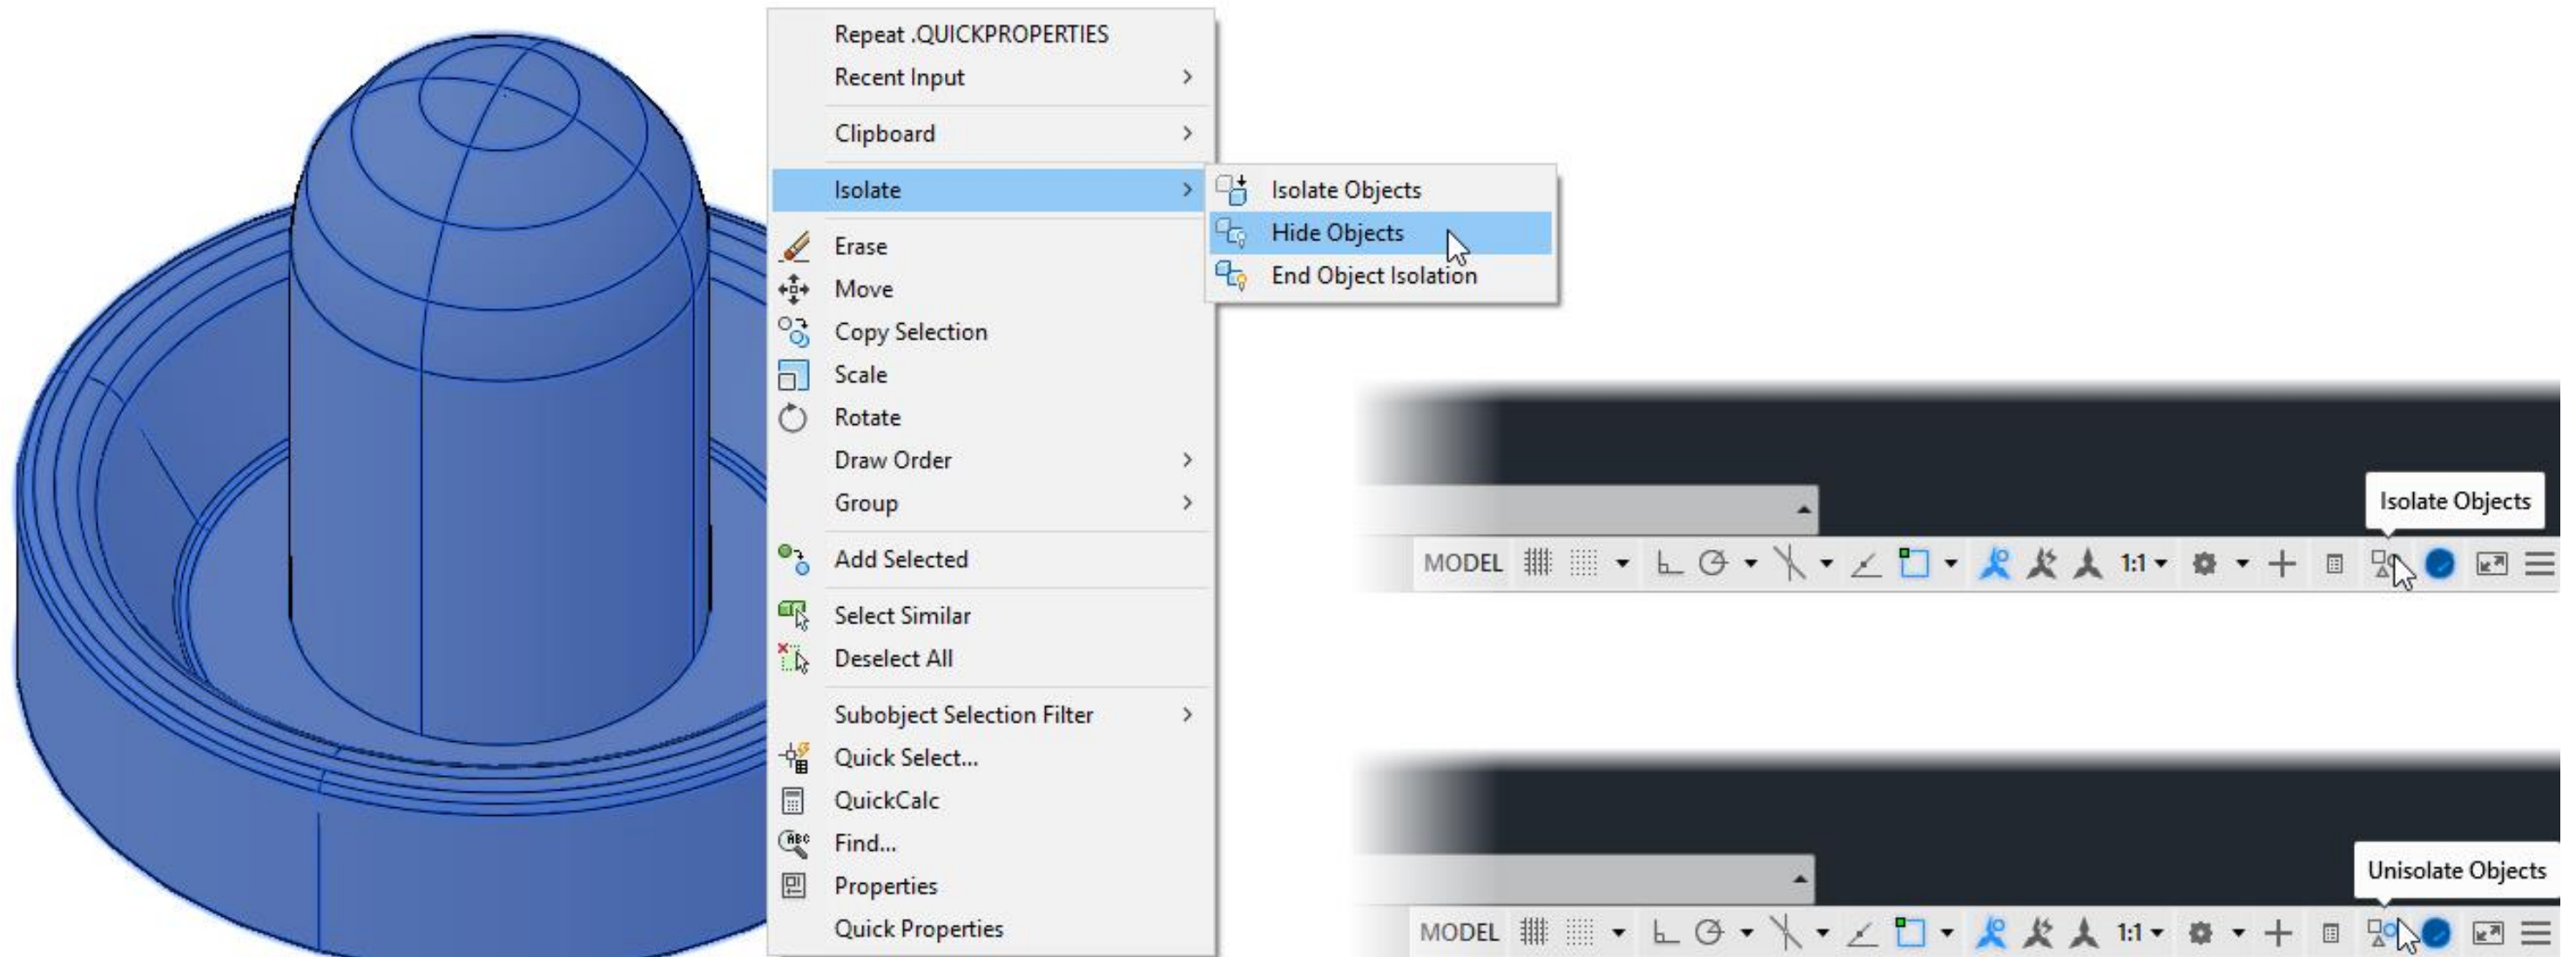 Repeat .QUICKPROPERTIES
Recent Input
Clipboard
Isolate
Erase
Move
Copy Selection
Scale
Rotate
Draw Order
Group
Add Selected
Select Similar
Deselect All
Subobject Selection Filter
Quick Select...
QuickCalc
ABC
Find...
Properties
Quick Properties
Isolate Objects
Hide Objects
End Object Isolation
Isolate Objects
MODEL 1:1
Unisolate Objects
MODEL 1:1